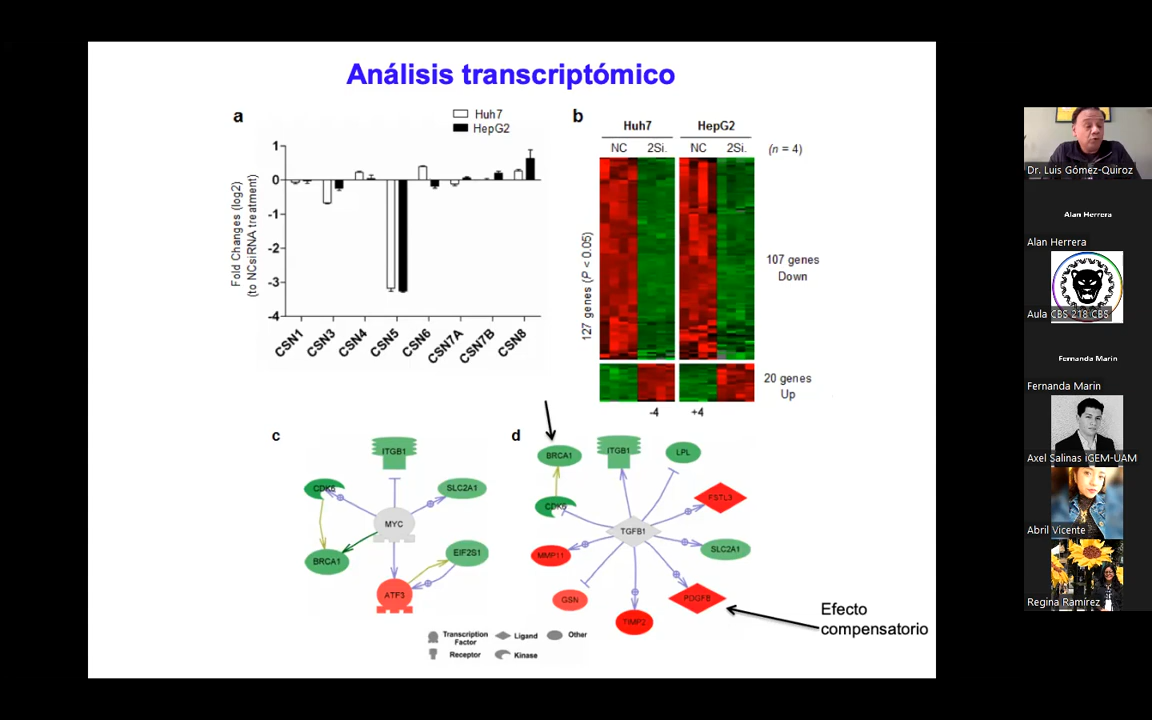 Análisis transcriptómico
a
Huh7
HepG2
Fold Changes (log2)
(to NCsiRNA treatment)
1
0
-1
-2
-3
-4
CSN1
CSN3
CSN4
CSN5
CSN6
CSN7A
CSN7B
CSN8
b
Huh7
HepG2
NC
2Si.
NC
2Si.
(n = 4)
127 genes (P < 0.05)
107 genes
Down
20 genes
Up
-4
+4
c
ITGB1
CDK6
SLC2A1
MYC
BRCA1
EIF2S1
ATF3
d
BRCA1
ITGB1
LPL
CDK6
FSTL3
TGFB1
MMP11
SLC2A1
GSN
PDGFB
TIMP2
Efecto
compensatorio
Transcription
Factor
Ligand
Other
Receptor
Kinase
Dr. Luis Gómez-Quiroz
Alan Herrera
Alan Herrera
Aula CBS 218 CBS
Fernanda Marin
Fernanda Marin
Axel Salinas iGEM-UAM
Abril Vicente
Regina Ramírez